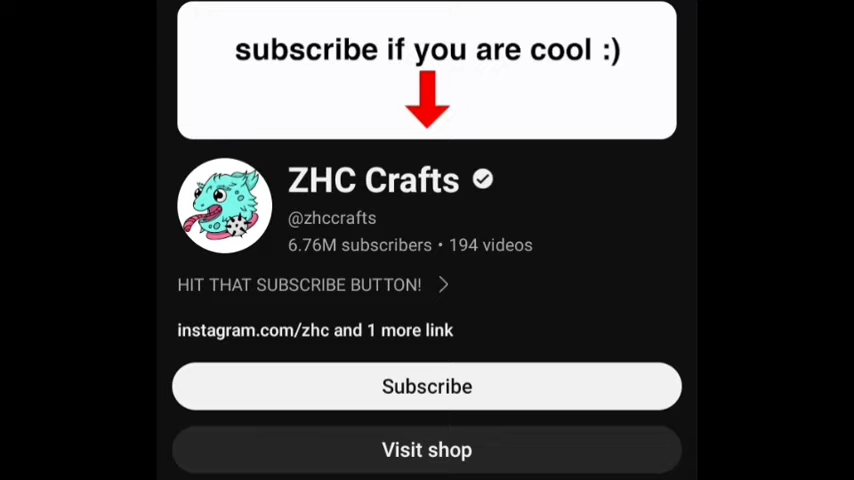 subscribe if you are cool :)
ZHC Crafts
@zhccrafts
6.76M subscribers • 194 videos
HIT THAT SUBSCRIBE BUTTON!
instagram.com/zhc and 1 more link
Subscribe
Visit shop